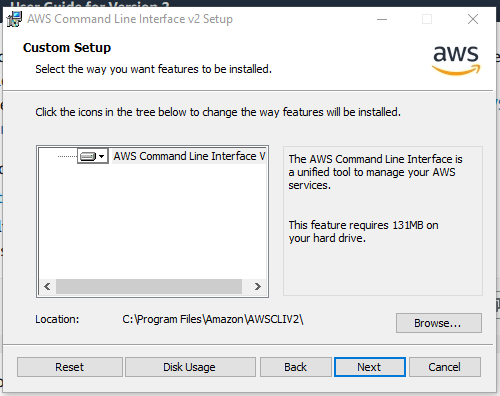 User Guide for Version 2
AWS Command Line Interface v2 Setup
Custom Setup
Select the way you want features to be installed.
aws
Click the icons in the tree below to change the way features will be installed.
AWS Command Line Interface V
The AWS Command Line Interface is
a unified tool to manage your AWS
services.
This feature requires 131MB on
your hard drive.
Location:
C:\Program Files\Amazon\AWSCLIV2\
Browse...
Reset
Disk Usage
Back
Next
Cancel